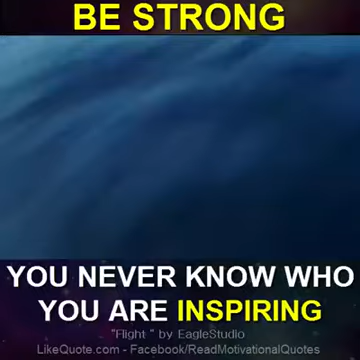 BE STRONG
YOU NEVER KNOW WHO
YOU ARE INSPIRING
"Flight " by EagleStudio
LikeQuote.com - Facebook/ReadMotivationalQuotes